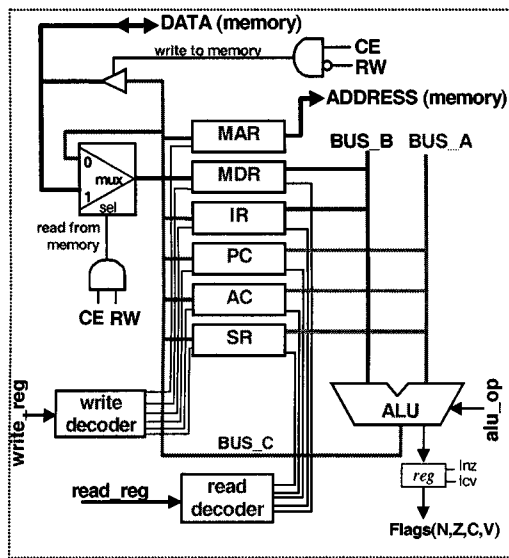 DATA (memory)
write to memory
CE
RW
ADDRESS (memory)
BUS_B
BUS_A
MAR
0
mux
1
sel
MDR
IR
read from
memory
PC
AC
CE RW
SR
write_reg
write
decoder
ALU
alu_op
BUS_C
reg
lnz
lcv
read_reg
read
decoder
Flags(N,Z,C,V)